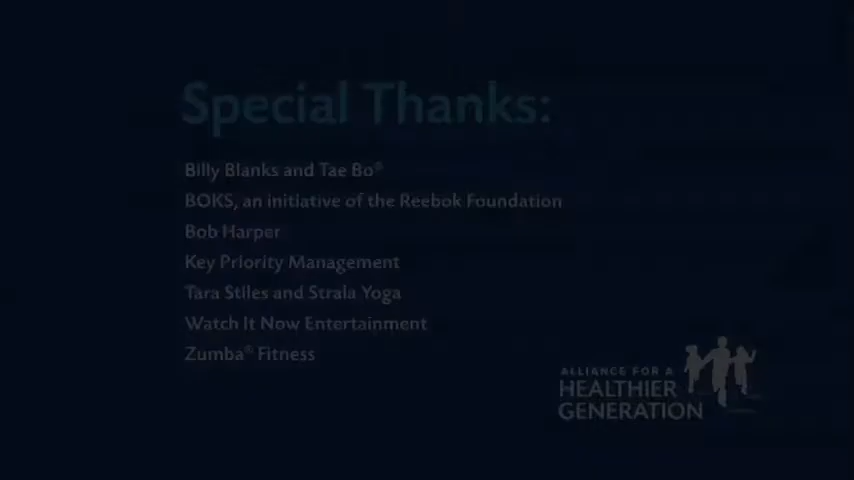 Special Thanks:
Billy Blanks and Tae Bo®
BOKS, an initiative of the Reebok Foundation
Bob Harper
Key Priority Management
Tara Stiles and Strala Yoga
Watch It Now Entertainment
Zumba® Fitness
ALLIANCE FOR A
HEALTHIER
GENERATION